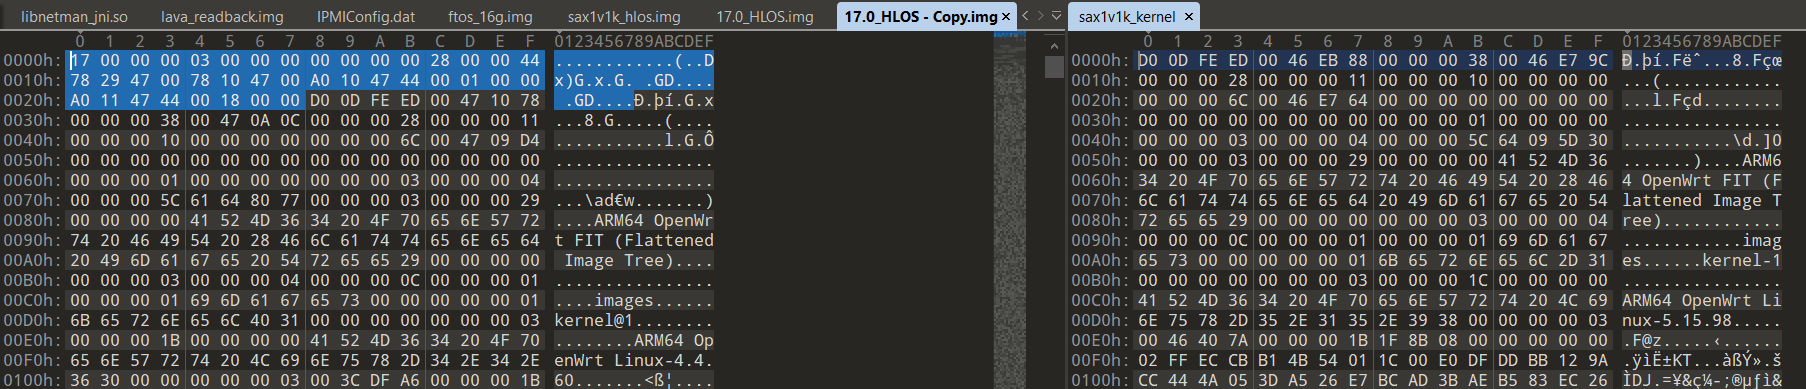 libnetman_jni.so lava_readback.img IPMIConfig.dat ftos_16g.img sax1v1k_hlos.img 17.0_HLOS.img 17.0_HLOS - Copy.img × sax1v1k_kernel ×
0 1 2 3 4 5 6 7 8 9 A B C D E F 0123456789ABCDEF 0 1 2 3 4 5 6 7 8 9 A B C D E F 0123456789ABCDEF
0000h: 17 00 00 00 03 00 00 00 00 00 00 00 28 00 00 44 ............(..D 0000h: D0 0D FE ED 00 46 EB 88 00 00 00 38 00 46 E7 9C Ð.þí.Fëˆ...8.Fçœ
0010h: 78 29 47 00 78 10 47 00 A0 10 47 44 00 01 00 00 x)G.x.G. .GD.... 0010h: 00 00 00 28 00 00 00 11 00 00 00 10 00 00 00 00 ...(............
0020h: A0 11 47 44 00 18 00 00 D0 0D FE ED 00 47 10 78 .GD....Ð.þí.G.x 0020h: 00 00 00 6C 00 46 E7 64 00 00 00 00 00 00 00 00 ...l.Fçd........
0030h: 00 00 00 38 00 47 0A 0C 00 00 00 28 00 00 00 11 ...8.G.....(.... 0030h: 00 00 00 00 00 00 00 00 00 00 00 01 00 00 00 00 ................
0040h: 00 00 00 10 00 00 00 00 00 00 00 6C 00 47 09 D4 ...........l.G.Ô 0040h: 00 00 00 03 00 00 00 04 00 00 00 00 5C 64 09 5D 30 ............\d.]0
0050h: 00 00 00 00 00 00 00 00 00 00 00 00 00 00 00 00 ................ 0050h: 00 00 00 03 00 00 00 29 00 00 00 00 41 52 4D 36 .......)....ARM6
0060h: 00 00 00 01 00 00 00 00 00 00 00 03 00 00 00 04 ................ 0060h: 34 20 4F 70 65 6E 57 72 74 20 46 49 54 20 28 46 4 OpenWrt FIT (F
0070h: 00 00 00 5C 61 64 80 77 00 00 00 03 00 00 00 29 ...\ad€w.......) 0070h: 6C 61 74 74 65 6E 65 64 20 49 6D 61 67 65 20 54 lattened Image T
0080h: 00 00 00 00 41 52 4D 36 34 20 4F 70 65 6E 57 72 ....ARM64 OpenWr 0080h: 72 65 65 29 00 00 00 00 00 00 00 03 00 00 00 04 ree)............
0090h: 74 20 46 49 54 20 28 46 6C 61 74 74 65 6E 65 64 t FIT (Flattened 0090h: 00 00 00 0C 00 00 00 01 00 00 00 01 69 6D 61 67 ............imag
00A0h: 20 49 6D 61 67 65 20 54 72 65 65 29 00 00 00 00 Image Tree).... 00A0h: 65 73 00 00 00 00 00 01 6B 65 72 6E 65 6C 2D 31 es......kernel-1
00B0h: 00 00 00 03 00 00 00 04 00 00 00 0C 00 00 00 01 ................ 00B0h: 00 00 00 00 00 00 00 03 00 00 00 1C 00 00 00 00 ................
00C0h: 00 00 00 01 69 6D 61 67 65 73 00 00 00 00 00 01 ....images...... 00C0h: 41 52 4D 36 34 20 4F 70 65 6E 57 72 74 20 4C 69 ARM64 OpenWrt Li
00D0h: 6B 65 72 6E 65 6C 40 31 00 00 00 00 00 00 00 03 kernel@1........ 00D0h: 6E 75 78 2D 35 2E 31 35 2E 39 38 00 00 00 00 03 nux-5.15.98.....
00E0h: 00 00 00 1B 00 00 00 00 41 52 4D 36 34 20 4F 70 ........ARM64 Op 00E0h: 00 46 40 7A 00 00 00 1B 1F 8B 08 00 00 00 00 00 .F@z.....‹......
00F0h: 65 6E 57 72 74 20 4C 69 6E 75 78 2D 34 2E 34 2E enWrt Linux-4.4. 00F0h: 02 FF EC CB B1 4B 54 01 1C 00 E0 DF DD BB 12 9A .ÿìË±KT...àßÝ».š
0100h: 36 30 00 00 00 00 00 03 00 3C DF A6 00 00 00 1B 60.......<ß¦.... 0100h: CC 44 4A 05 3D A5 26 E7 BC AD 3B AE B5 83 EC 26 ÌDJ.=¥&ç¼-;®µƒì&